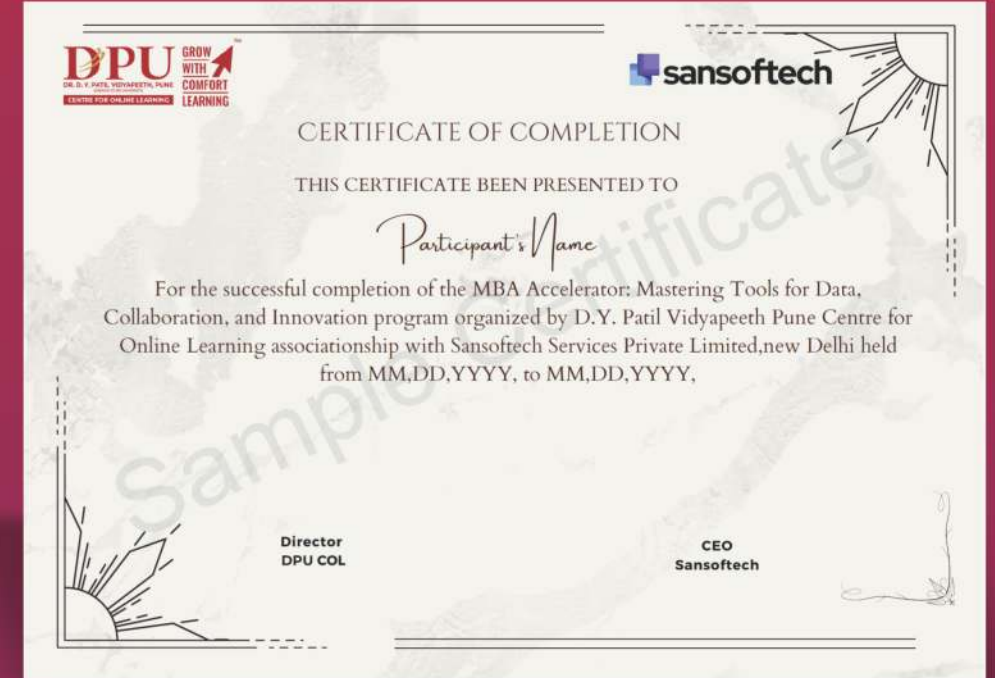 DPU
DR. D. Y. PATIL VIDYAPEETH, PUNE
CENTRE FOR ONLINE LEARNING
GROW
WITH
COMFORT
LEARNING
sansoftech
CERTIFICATE OF COMPLETION
THIS CERTIFICATE BEEN PRESENTED TO
Participant's Name
For the successful completion of the MBA Accelerator: Mastering Tools for Data,
Collaboration, and Innovation program organized by D.Y. Patil Vidyapeeth Pune Centre for
Online Learning associationship with Sansoftech Services Private Limited,new Delhi held
from MM,DD,YYYY, to MM,DD,YYYY,
Sample Certificate
Director
DPU COL
CEO
Sansoftech